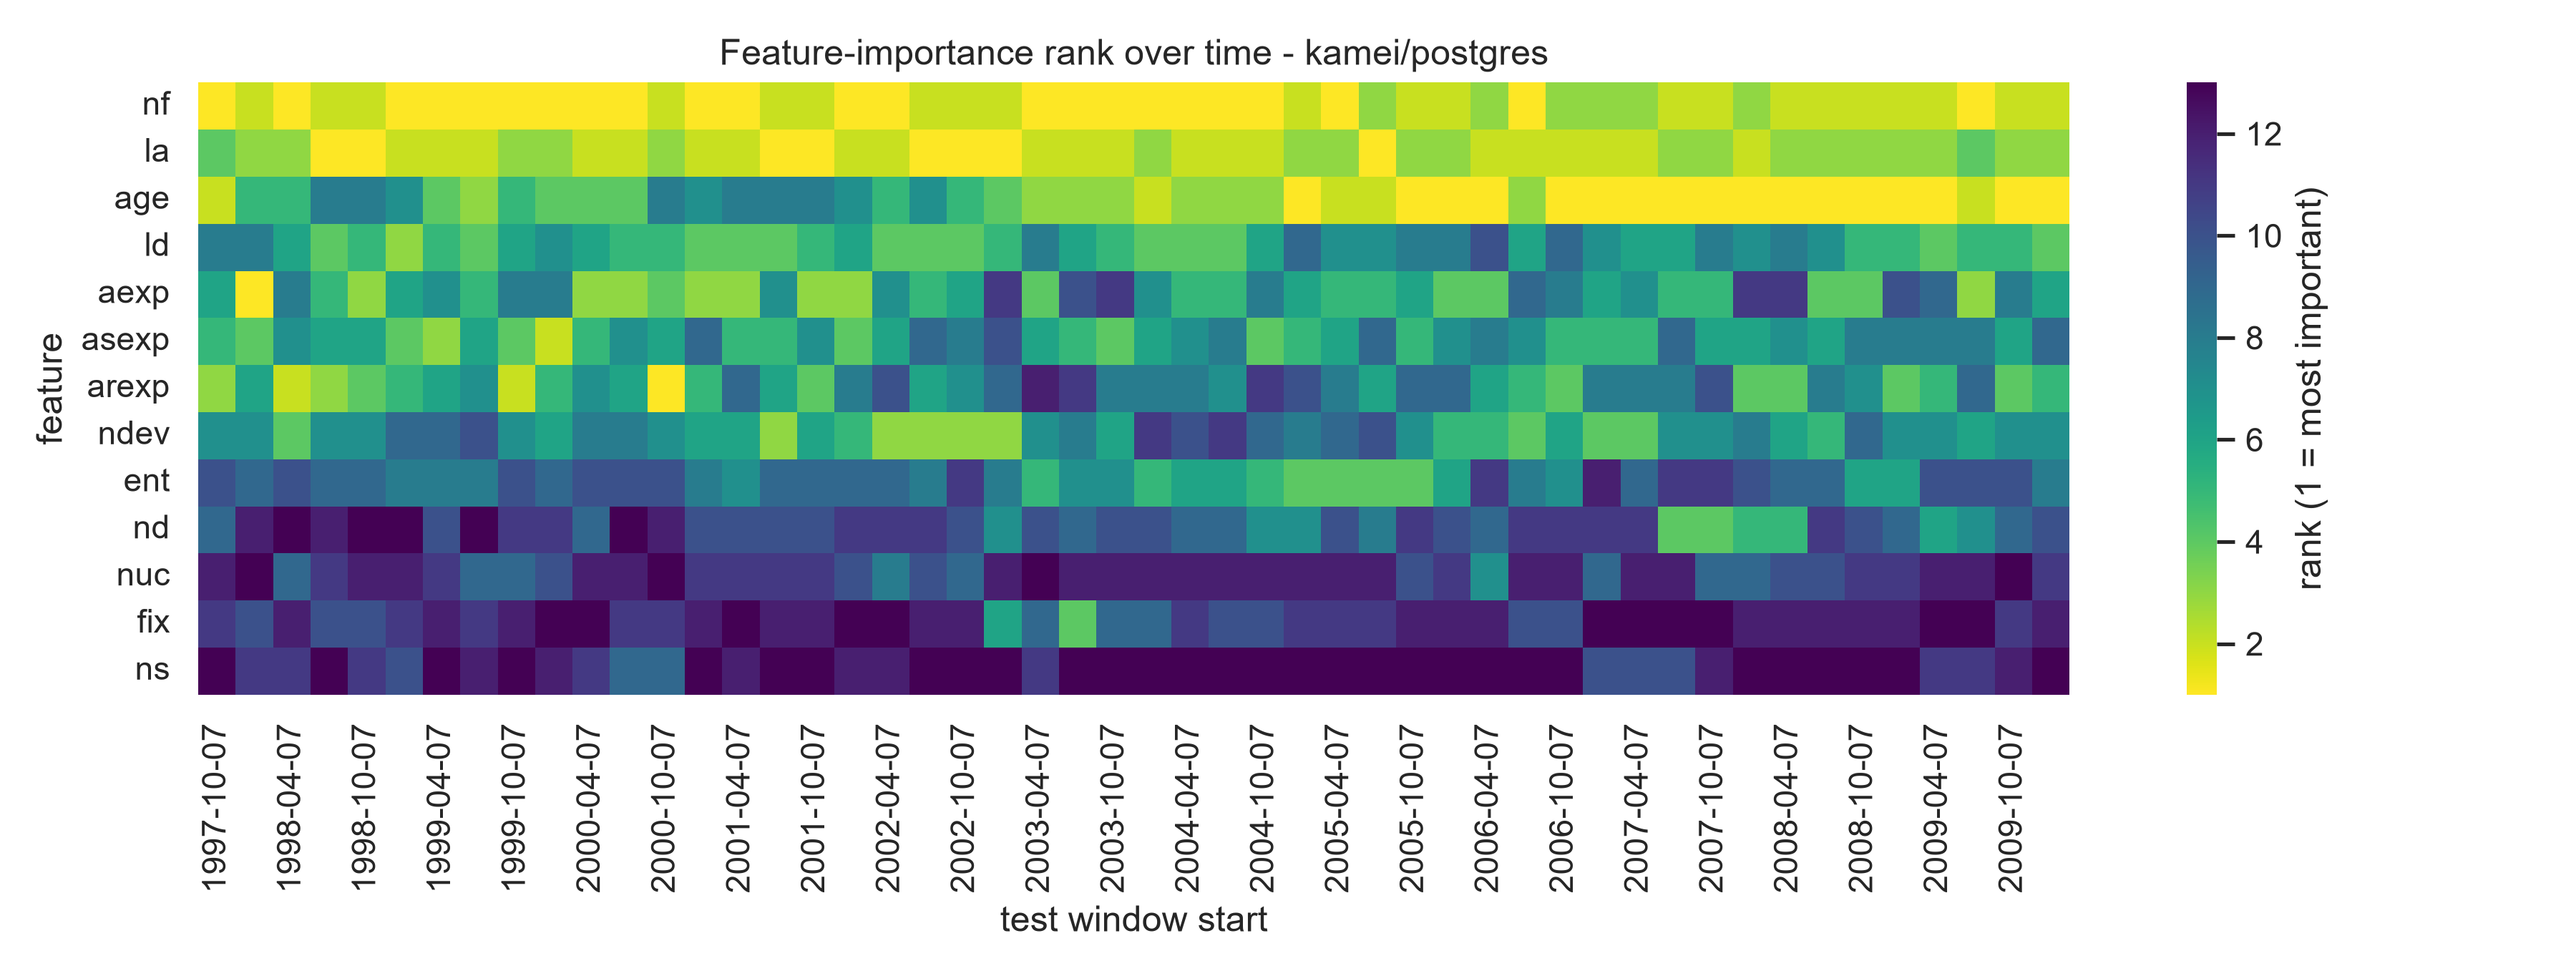 Feature-importance rank over time - kamei/postgres
feature
nf
la
age
ld
aexp
asexp
arexp
ndev
ent
nd
nuc
fix
ns
1997-10-07
1998-04-07
1998-10-07
1999-04-07
1999-10-07
2000-04-07
2000-10-07
2001-04-07
2001-10-07
2002-04-07
2002-10-07
2003-04-07
2003-10-07
2004-04-07
2004-10-07
2005-04-07
2005-10-07
2006-04-07
2006-10-07
2007-04-07
2007-10-07
2008-04-07
2008-10-07
2009-04-07
2009-10-07
test window start
12
10
8
6
4
2
rank (1 = most important)